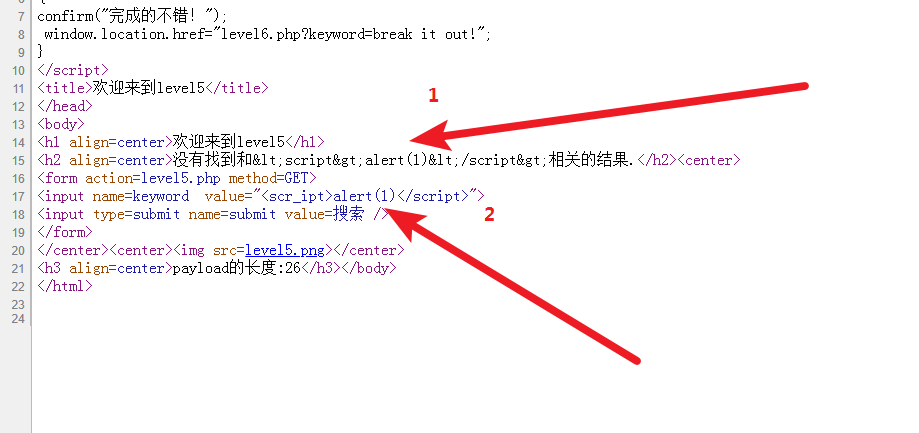 6 {
7 confirm("完成的不错！");
8 window.location.href="level6.php?keyword=break it out!";
9 }
10 </script>
11 <title>欢迎来到level5</title>
12 </head>
13 <body>
14 <h1 align=center>欢迎来到level5</h1>
15 <h2 align=center>没有找到和&lt;script&gt;alert(1)&lt;/script&gt;相关的结果.</h2><center>
16 <form action=level5.php method=GET>
17 <input name=keyword  value="<scr_ipt>alert(1)</script>">
18 <input type=submit name=submit value=搜索 />
19 </form>
20 </center><center><img src=level5.png></center>
21 <h3 align=center>payload的长度:26</h3></body>
22 </html>
23
24
1
2